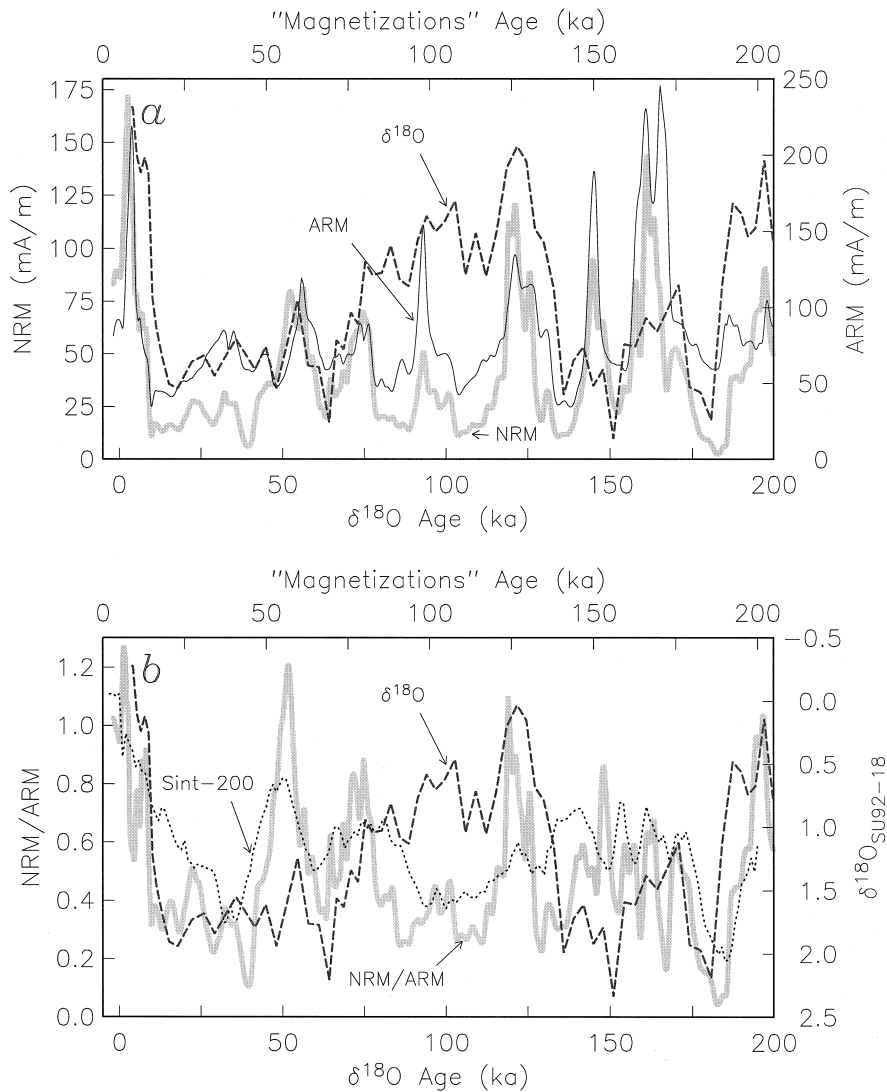 "Magnetizations" Age (ka)
0 50 100 150 200
a
175
150
125
100
75
50
25
0
NRM (mA/m)
250
200
150
100
50
0
ARM (mA/m)
δ¹⁸O
ARM
NRM
0 50 100 150 200
δ¹⁸O Age (ka)
"Magnetizations" Age (ka)
0 50 100 150 200
b
1.2
1.0
0.8
0.6
0.4
0.2
0.0
NRM/ARM
-0.5
0.0
0.5
1.0
1.5
2.0
2.5
δ¹⁸O SU92-18
δ¹⁸O
Sint-200
NRM/ARM
0 50 100 150 200
δ¹⁸O Age (ka)